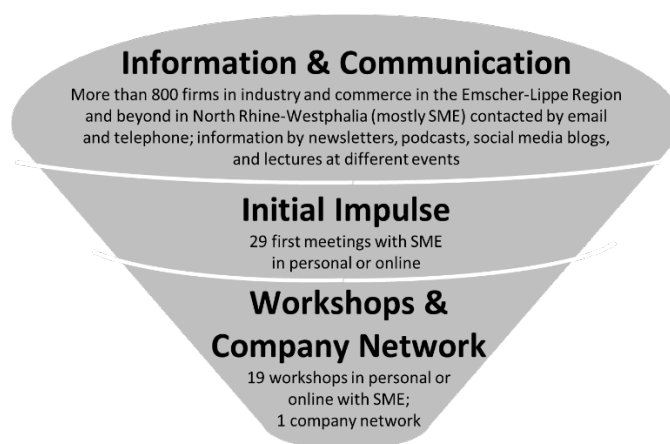 Information & Communication
More than 800 firms in industry and commerce in the Emscher-Lippe Region
and beyond in North Rhine-Westphalia (mostly SME) contacted by email
and telephone; information by newsletters, podcasts, social media blogs,
and lectures at different events
Initial Impulse
29 first meetings with SME
in personal or online
Workshops &
Company Network
19 workshops in personal or
online with SME;
1 company network